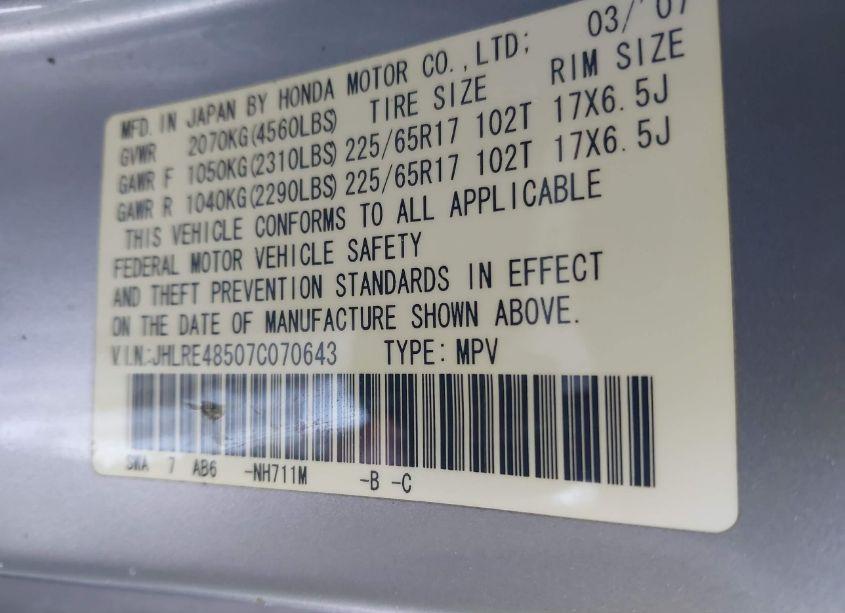 MFD. IN JAPAN BY HONDA MOTOR CO.,LTD; 03/'07
GVWR 2070KG(4560LBS) TIRE SIZE RIM SIZE
GAWR F 1050KG(2310LBS) 225/65R17 102T 17X6.5J
GAWR R 1040KG(2290LBS) 225/65R17 102T 17X6.5J
THIS VEHICLE CONFORMS TO ALL APPLICABLE
FEDERAL MOTOR VEHICLE SAFETY
AND THEFT PREVENTION STANDARDS IN EFFECT
ON THE DATE OF MANUFACTURE SHOWN ABOVE.
V.I.N.:JHLRE48507C070643 TYPE: MPV
SWA 7 AB6 -NH711M -B -C